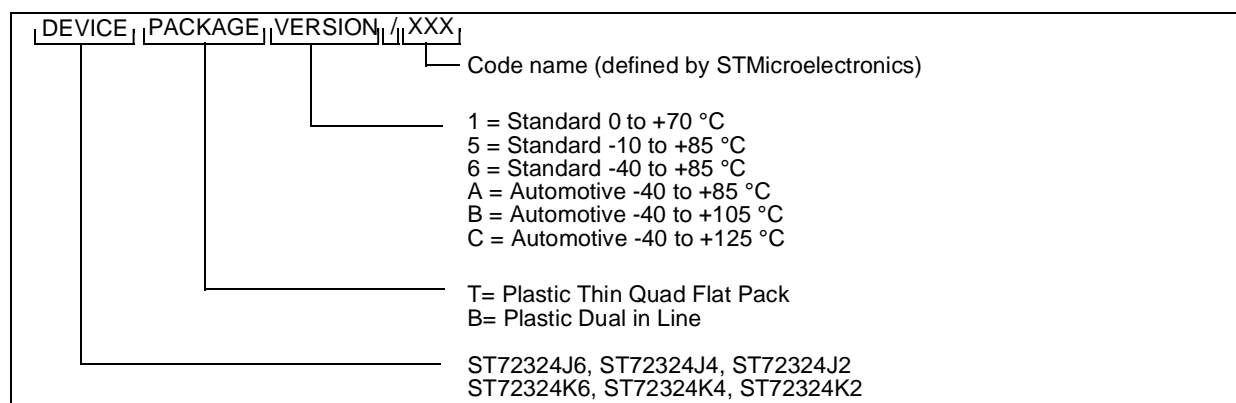 DEVICE PACKAGE VERSION / XXX
Code name (defined by STMicroelectronics)
1 = Standard 0 to +70 °C
5 = Standard -10 to +85 °C
6 = Standard -40 to +85 °C
A = Automotive -40 to +85 °C
B = Automotive -40 to +105 °C
C = Automotive -40 to +125 °C
T= Plastic Thin Quad Flat Pack
B= Plastic Dual in Line
ST72324J6, ST72324J4, ST72324J2
ST72324K6, ST72324K4, ST72324K2